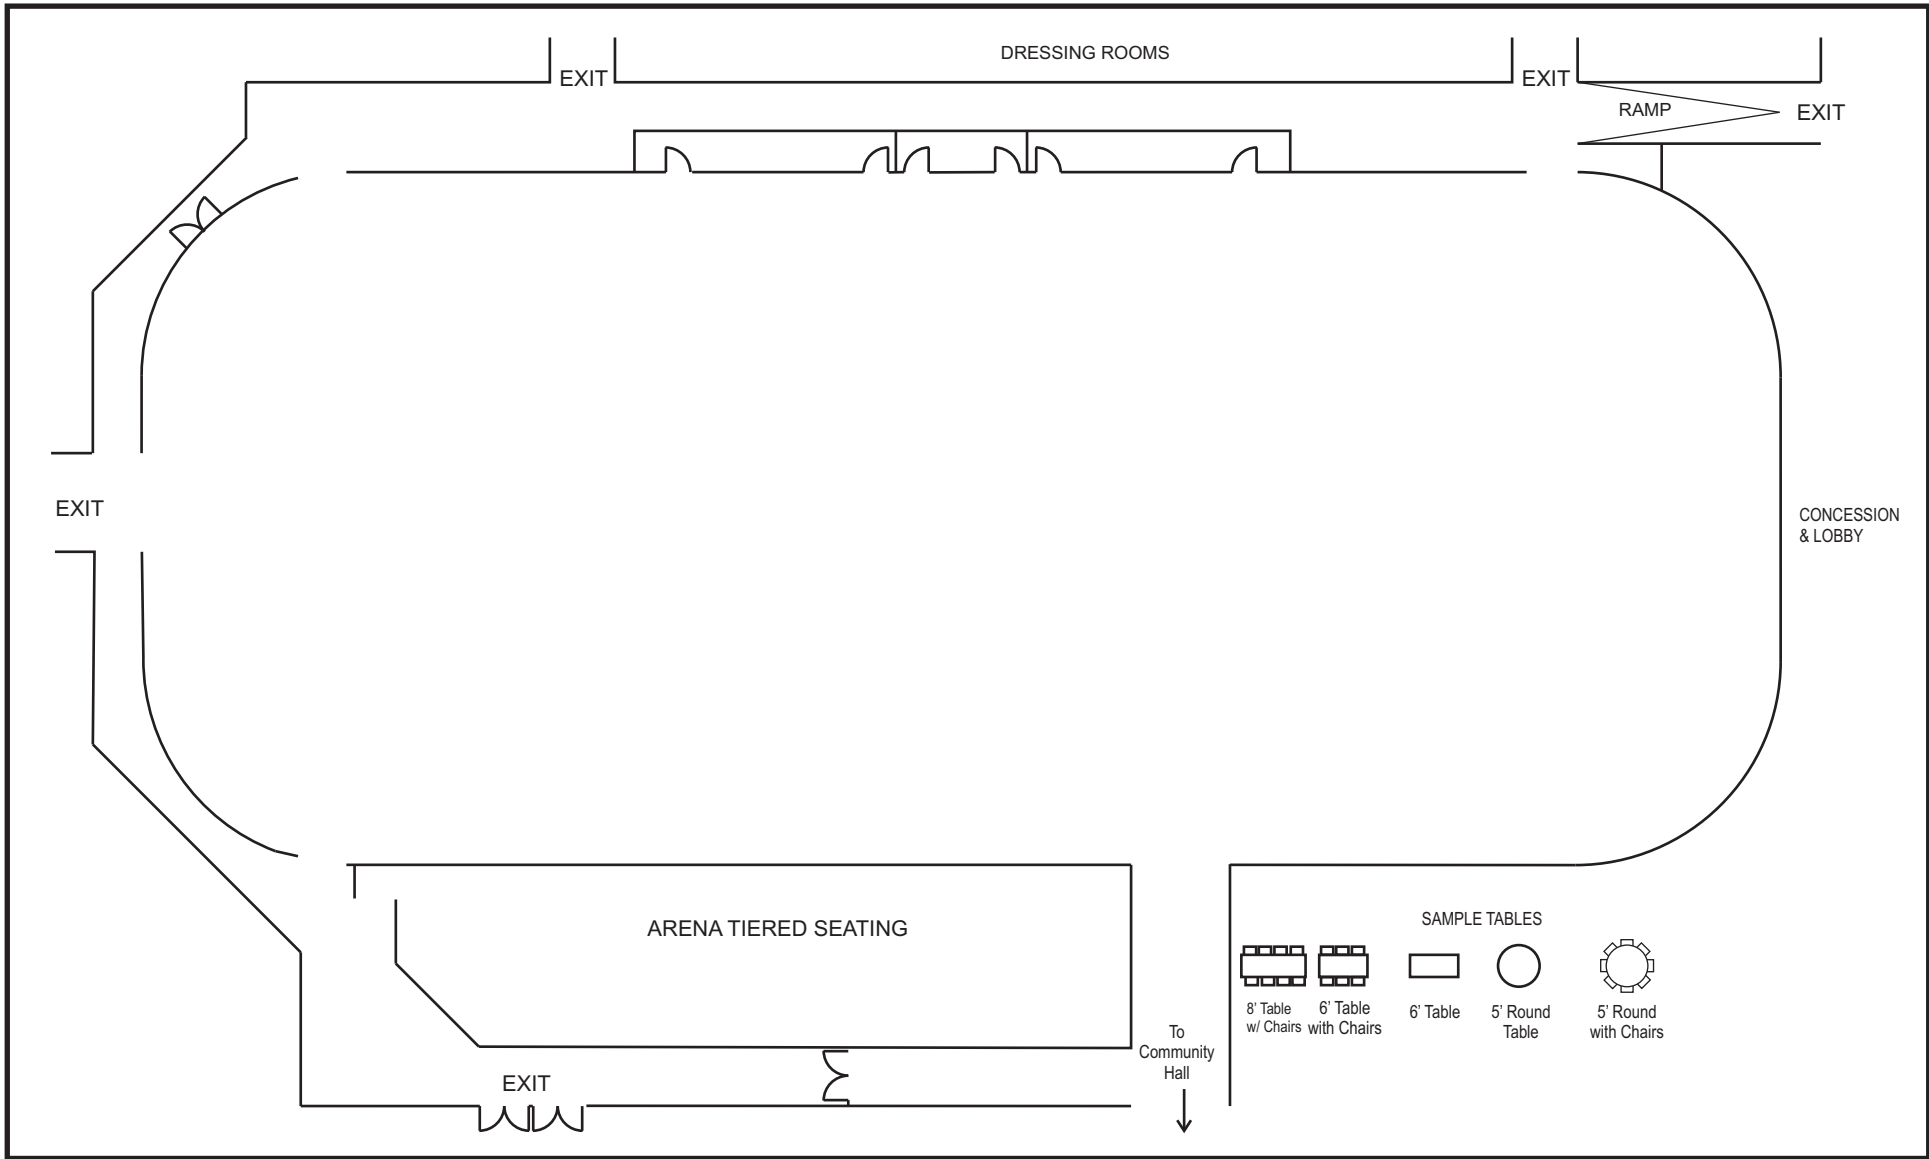 DRESSING ROOMS
EXIT
EXIT
RAMP
EXIT
EXIT
CONCESSION
& LOBBY
ARENA TIERED SEATING
SAMPLE TABLES
8’ Table
w/ Chairs
6’ Table
with Chairs
6’ Table
5’ Round
Table
5’ Round
with Chairs
To
Community
Hall
EXIT